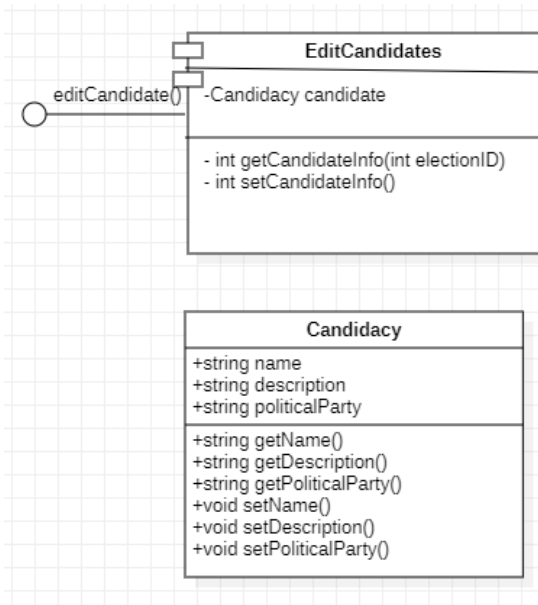 EditCandidates
editCandidate()
-Candidacy candidate
- int getCandidateInfo(int electionID)
- int setCandidateInfo()
Candidacy
+string name
+string description
+string politicalParty
+string getName()
+string getDescription()
+string getPoliticalParty()
+void setName()
+void setDescription()
+void setPoliticalParty()